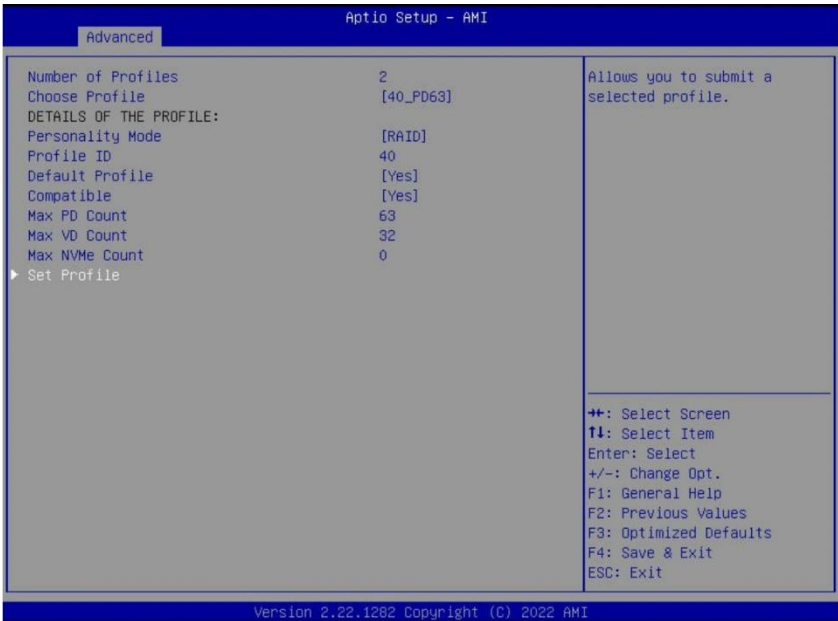 Aptio Setup - AMI
Advanced
Number of Profiles 2
Choose Profile [40_PD63]
DETAILS OF THE PROFILE:
Personality Mode [RAID]
Profile ID 40
Default Profile [Yes]
Compatible [Yes]
Max PD Count 63
Max VD Count 32
Max NVMe Count 0
Set Profile
Allows you to submit a
selected profile.
→←: Select Screen
↑↓: Select Item
Enter: Select
+/-: Change Opt.
F1: General Help
F2: Previous Values
F3: Optimized Defaults
F4: Save & Exit
ESC: Exit
Version 2.22.1282 Copyright (C) 2022 AMI